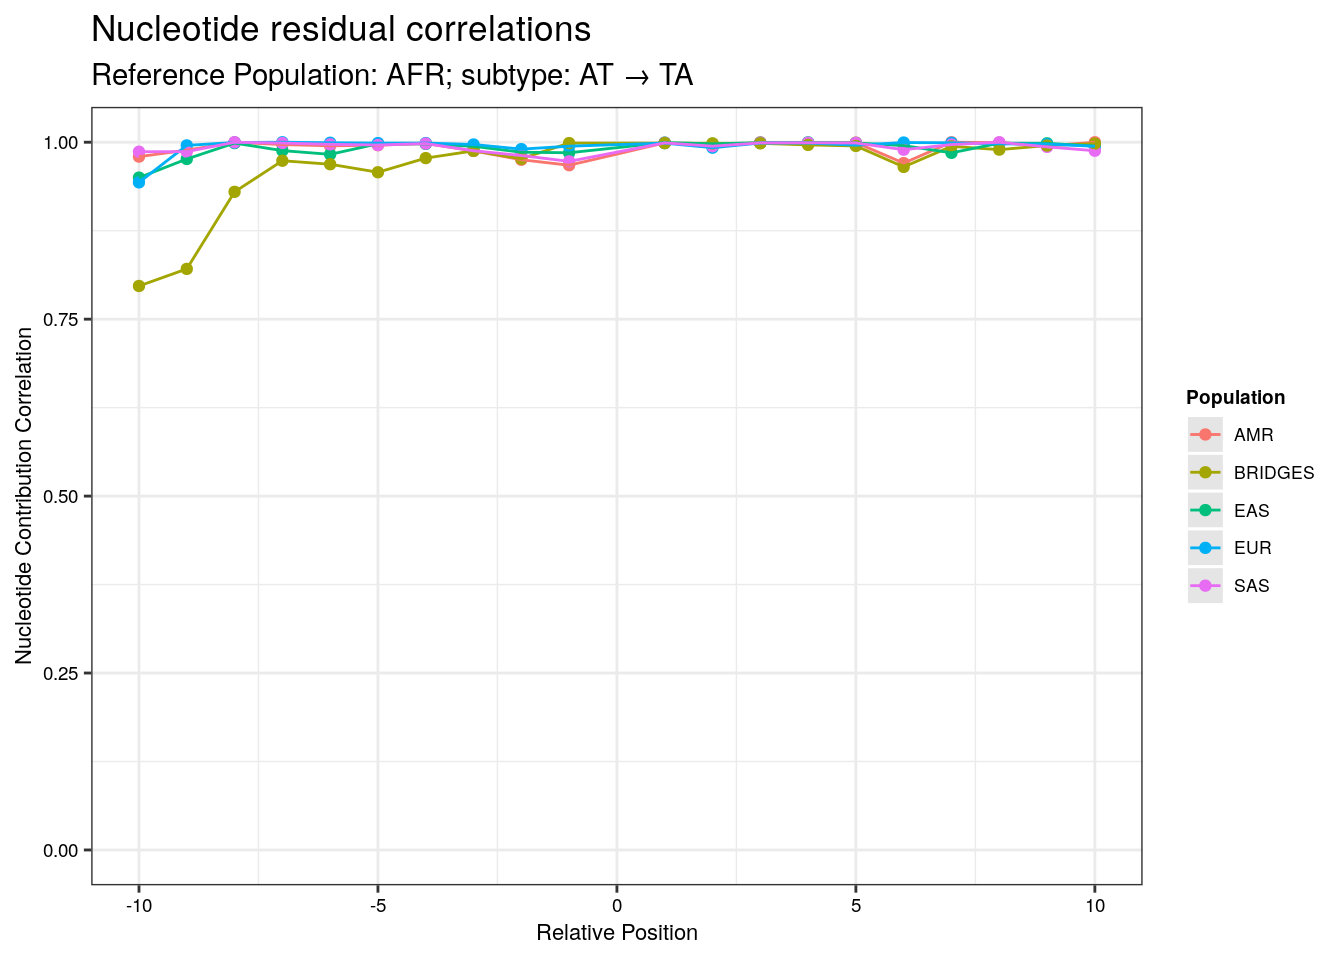 Nucleotide residual correlations
Reference Population: AFR; subtype: AT → TA
Nucleotide Contribution Correlation
1.00
0.75
0.50
0.25
0.00
-10
-5
0
5
10
Relative Position
Population
AMR
BRIDGES
EAS
EUR
SAS